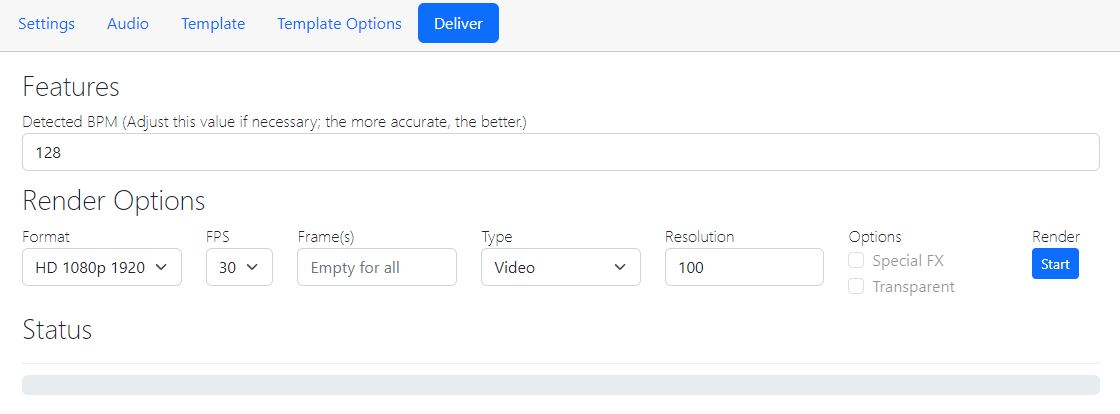 Settings Audio Template Template Options Deliver
Features
Detected BPM (Adjust this value if necessary; the more accurate, the better.)
128
Render Options
Format FPS Frame(s) Type Resolution Options Render
HD 1080p 1920 30 Empty for all Video 100 Special FX Start
Transparent
Status